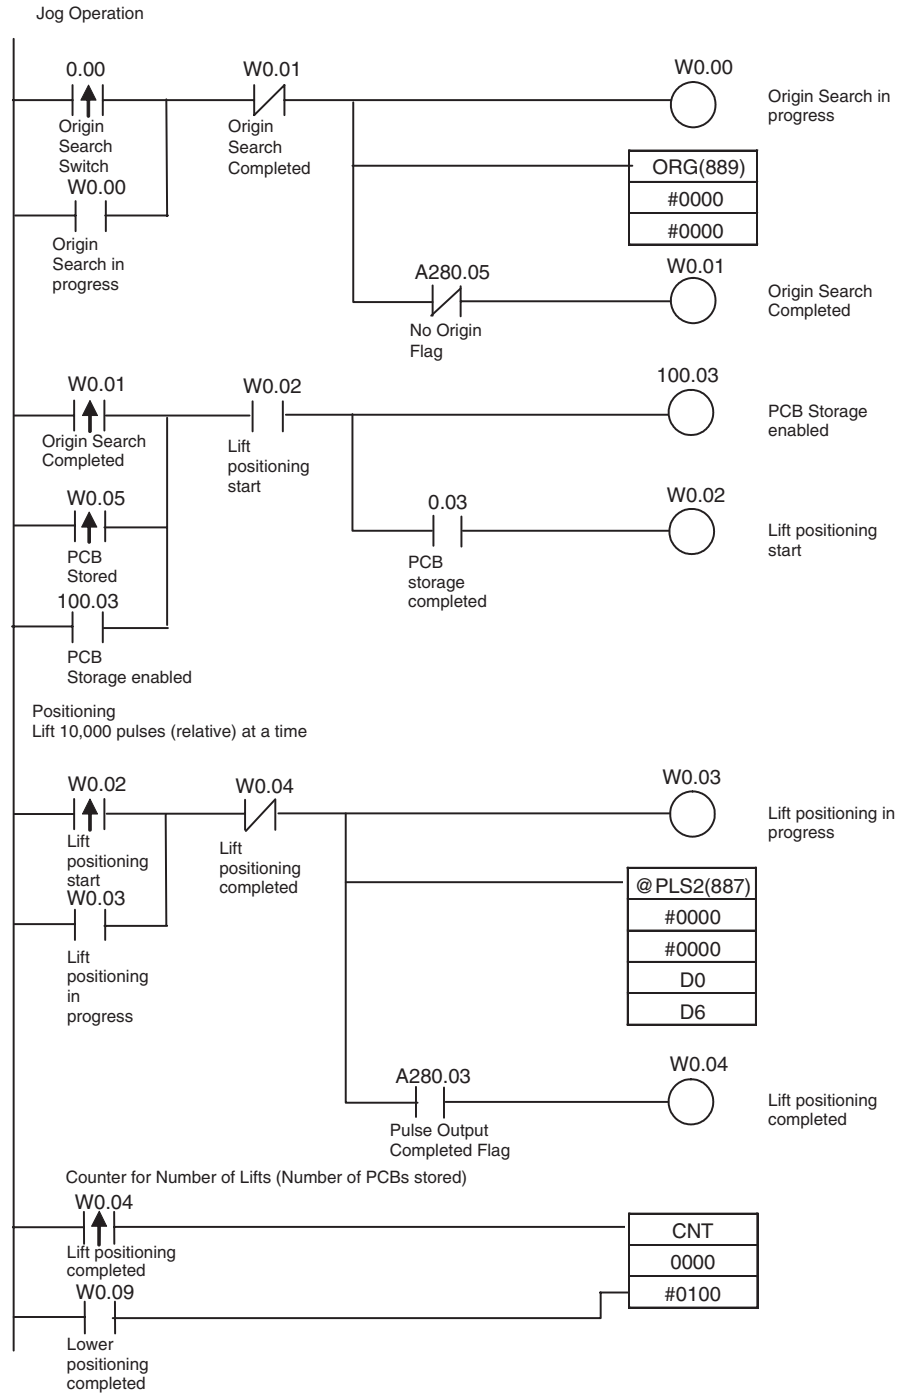 Jog Operation
0.00
W0.01
W0.00
Origin Search in
progress
Origin
Search
Switch
Origin
Search
Completed
ORG(889)
#0000
#0000
W0.00
Origin
Search in
progress
A280.05
No Origin
Flag
W0.01
Origin Search
Completed
W0.01
Origin Search
Completed
W0.02
Lift
positioning
start
100.03
PCB Storage
enabled
W0.05
PCB
Stored
0.03
PCB
storage
completed
W0.02
Lift positioning
start
100.03
PCB
Storage enabled
Positioning
Lift 10,000 pulses (relative) at a time
W0.02
Lift
positioning
start
W0.04
Lift
positioning
completed
W0.03
Lift positioning in
progress
W0.03
Lift
positioning
in
progress
@PLS2(887)
#0000
#0000
D0
D6
A280.03
Pulse Output
Completed Flag
W0.04
Lift positioning
completed
Counter for Number of Lifts (Number of PCBs stored)
W0.04
Lift positioning
completed
CNT
0000
#0100
W0.09
Lower
positioning
completed